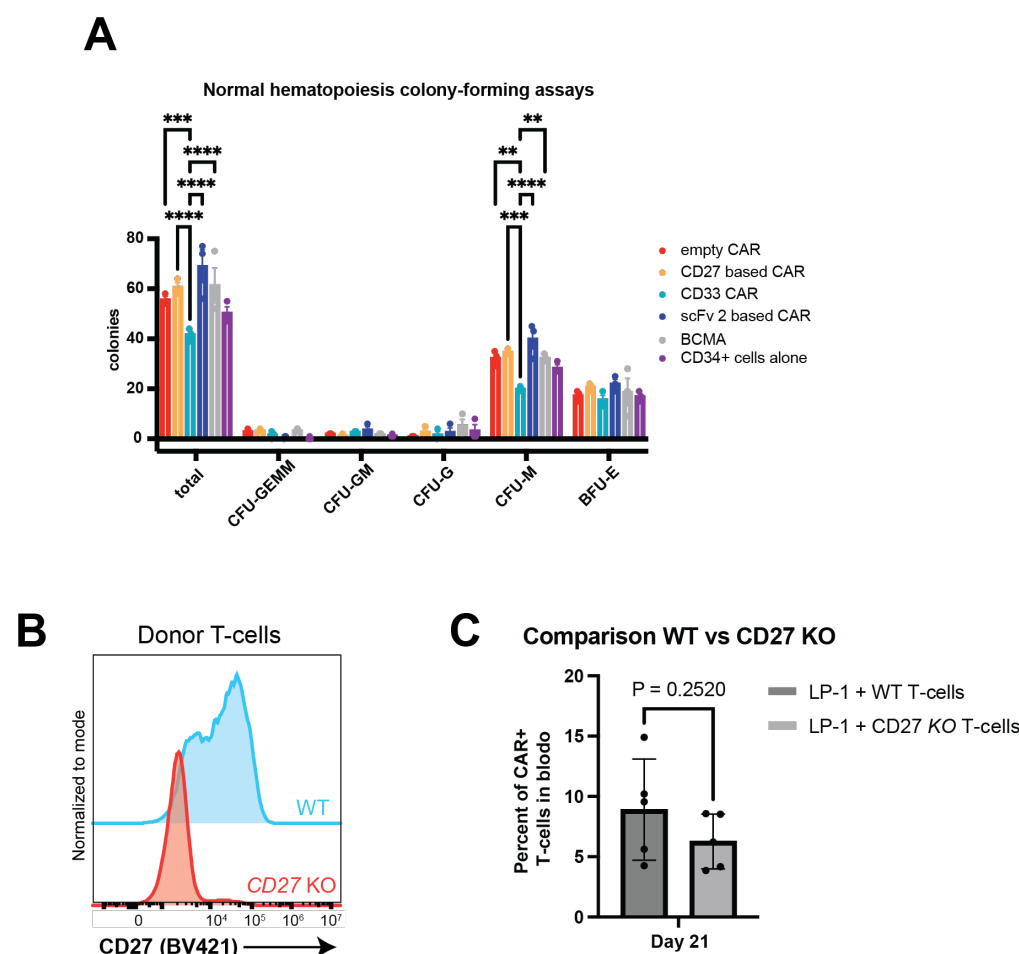 A
Normal hematopoiesis colony-forming assays
*** **
**** **
**** ****
**** ***
80
60
40
20
0
colonies
total
CFU-GEMM
CFU-GM
CFU-G
CFU-M
BFU-E
empty CAR
CD27 based CAR
CD33 CAR
scFv 2 based CAR
BCMA
CD34+ cells alone
B
Donor T-cells
Normalized to mode
WT
CD27 KO
0 10⁴ 10⁵ 10⁶ 10⁷
CD27 (BV421)
C
Comparison WT vs CD27 KO
Percent of CAR+
T-cells in blodo
20
15
10
5
0
P = 0.2520
Day 21
LP-1 + WT T-cells
LP-1 + CD27 KO T-cells